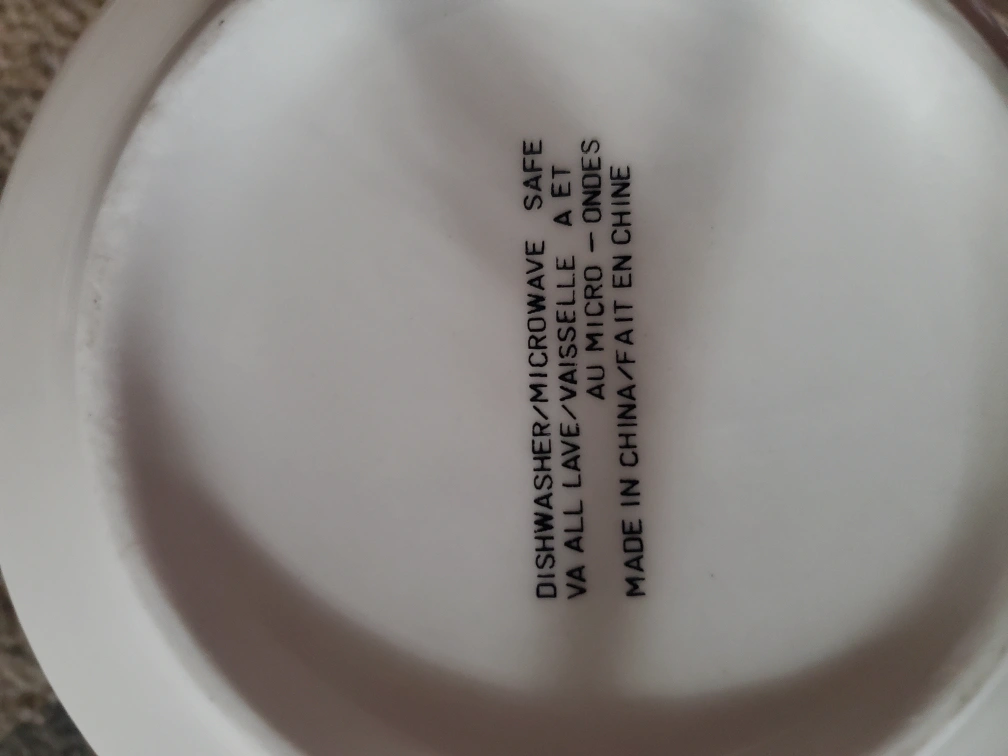 DISHWASHER/MICROWAVE SAFE
VA ALL LAVE/VAISSELLE A ET
AU MICRO - ONDES
MADE IN CHINA/FAIT EN CHINE